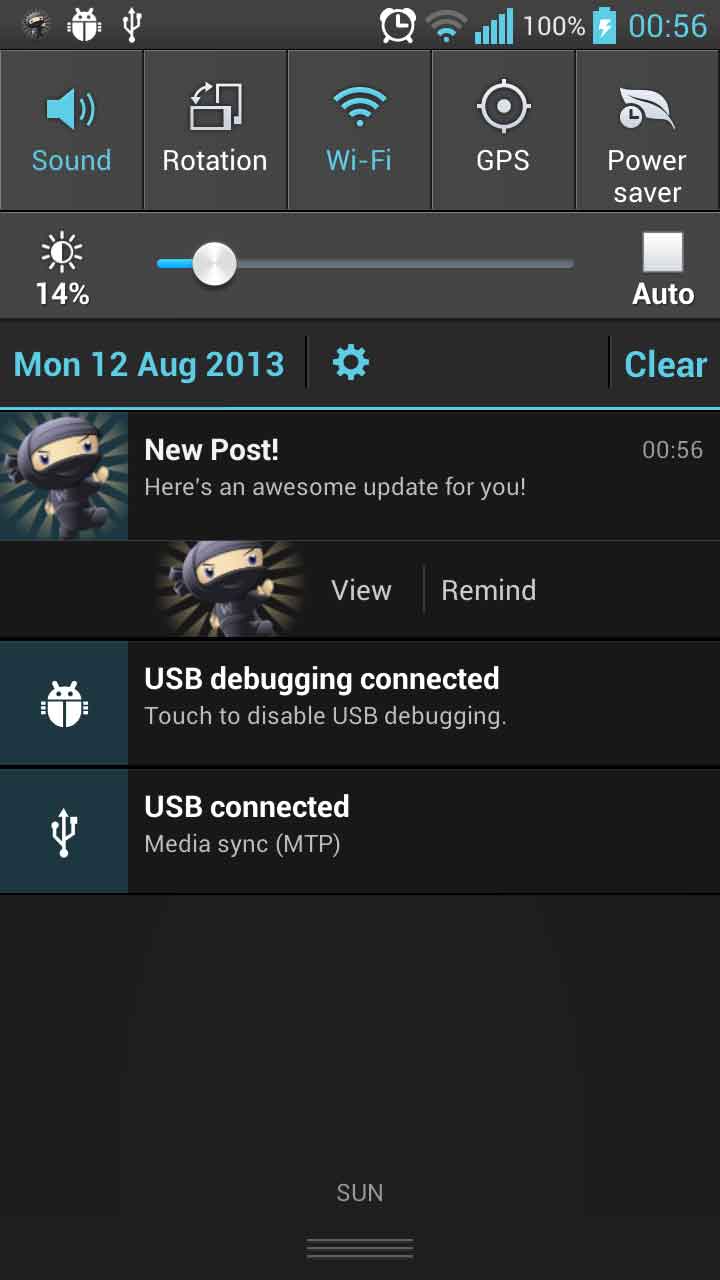 100% 00:56
Sound Rotation Wi-Fi GPS Power saver
14% Auto
Mon 12 Aug 2013 Clear
New Post! 00:56
Here's an awesome update for you!
View Remind
USB debugging connected
Touch to disable USB debugging.
USB connected
Media sync (MTP)
SUN